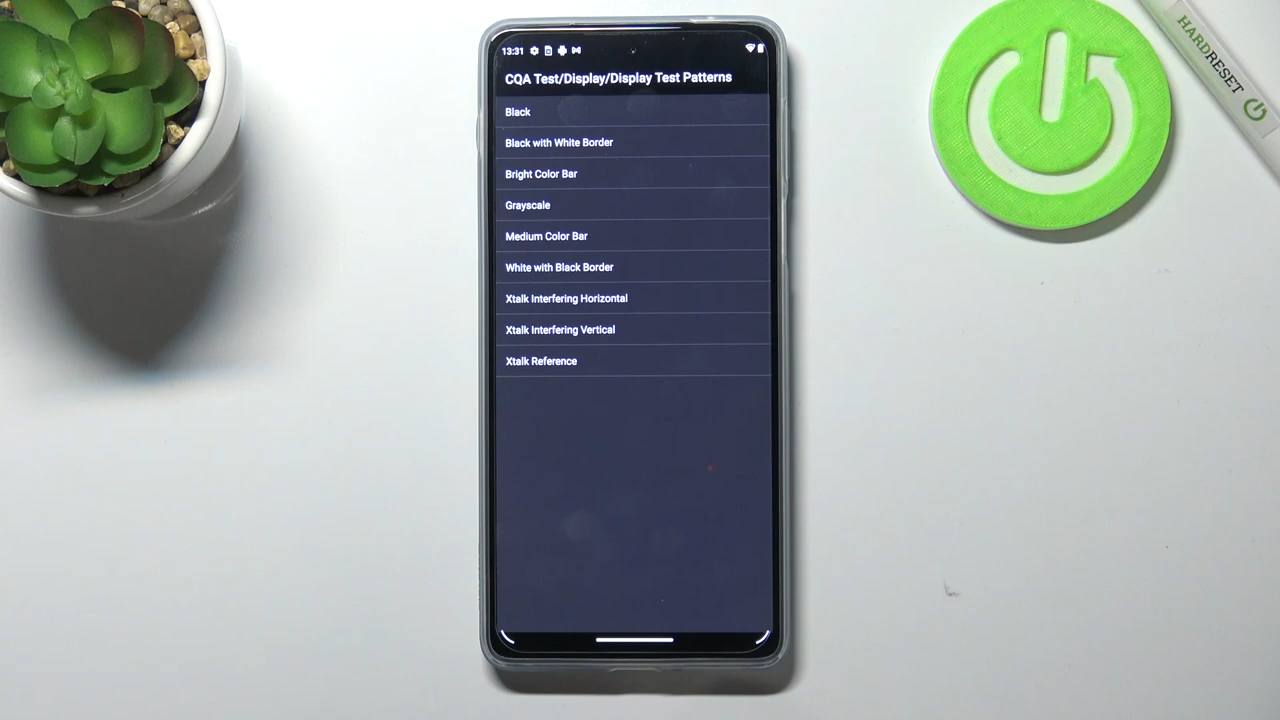 13:31
CQA Test/Display/Display Test Patterns
Black
Black with White Border
Bright Color Bar
Grayscale
Medium Color Bar
White with Black Border
Xtalk Interfering Horizontal
Xtalk Interfering Vertical
Xtalk Reference
HARDRESET